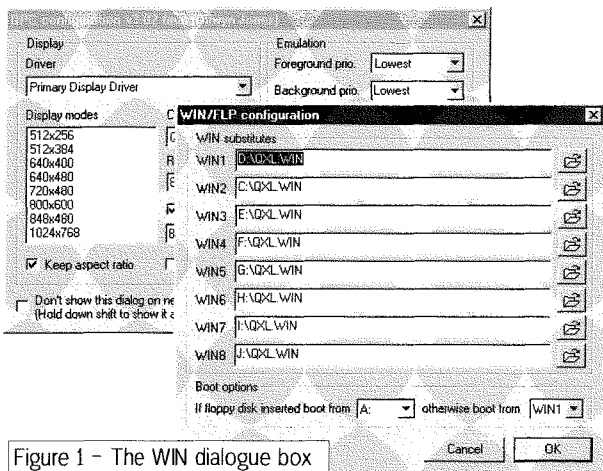 QPC configuration
Display
Driver
Primary Display Driver
Display modes
512x256
512x384
640x400
640x480
720x480
800x600
848x480
1024x768
Keep aspect ratio
Don't show this dialog on ne
(Hold down shift to show it a
Emulation
Foreground prio. Lowest
Background prio. Lowest
WIN/FLP configuration
WIN substitutes
WIN1 D:\QXL.WIN
WIN2 C:\QXL.WIN
WIN3 E:\QXL.WIN
WIN4 F:\QXL.WIN
WIN5 G:\QXL.WIN
WIN6 H:\QXL.WIN
WIN7 I:\QXL.WIN
WIN8 J:\QXL.WIN
Boot options
If floppy disk inserted boot from A: otherwise boot from WIN1
Cancel OK
Figure 1 - The WIN dialogue box